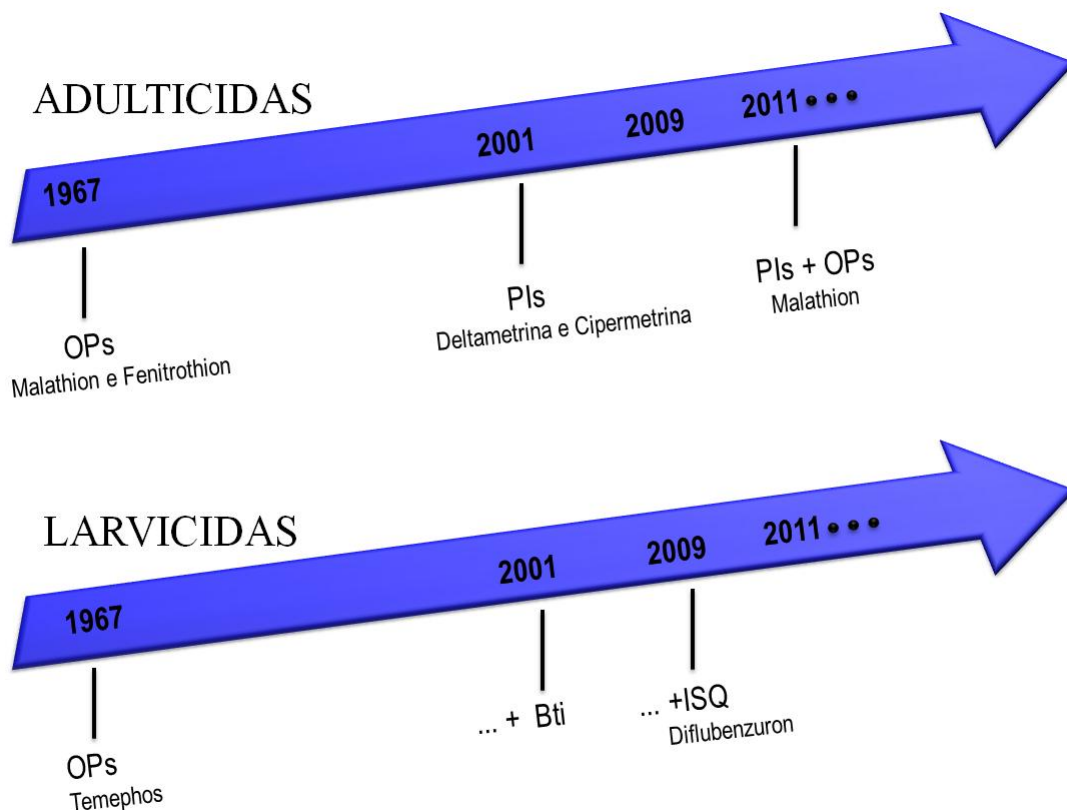 ADULTICIDAS
1967
2001
2009
2011 •••
OPs
Malathion e Fenitrothion
PIs
Deltametrina e Cipermetrina
PIs + OPs
Malathion
LARVICIDAS
1967
2001
2009
2011 •••
OPs
Temephos
... + Bti
... +ISQ
Diflubenzuron